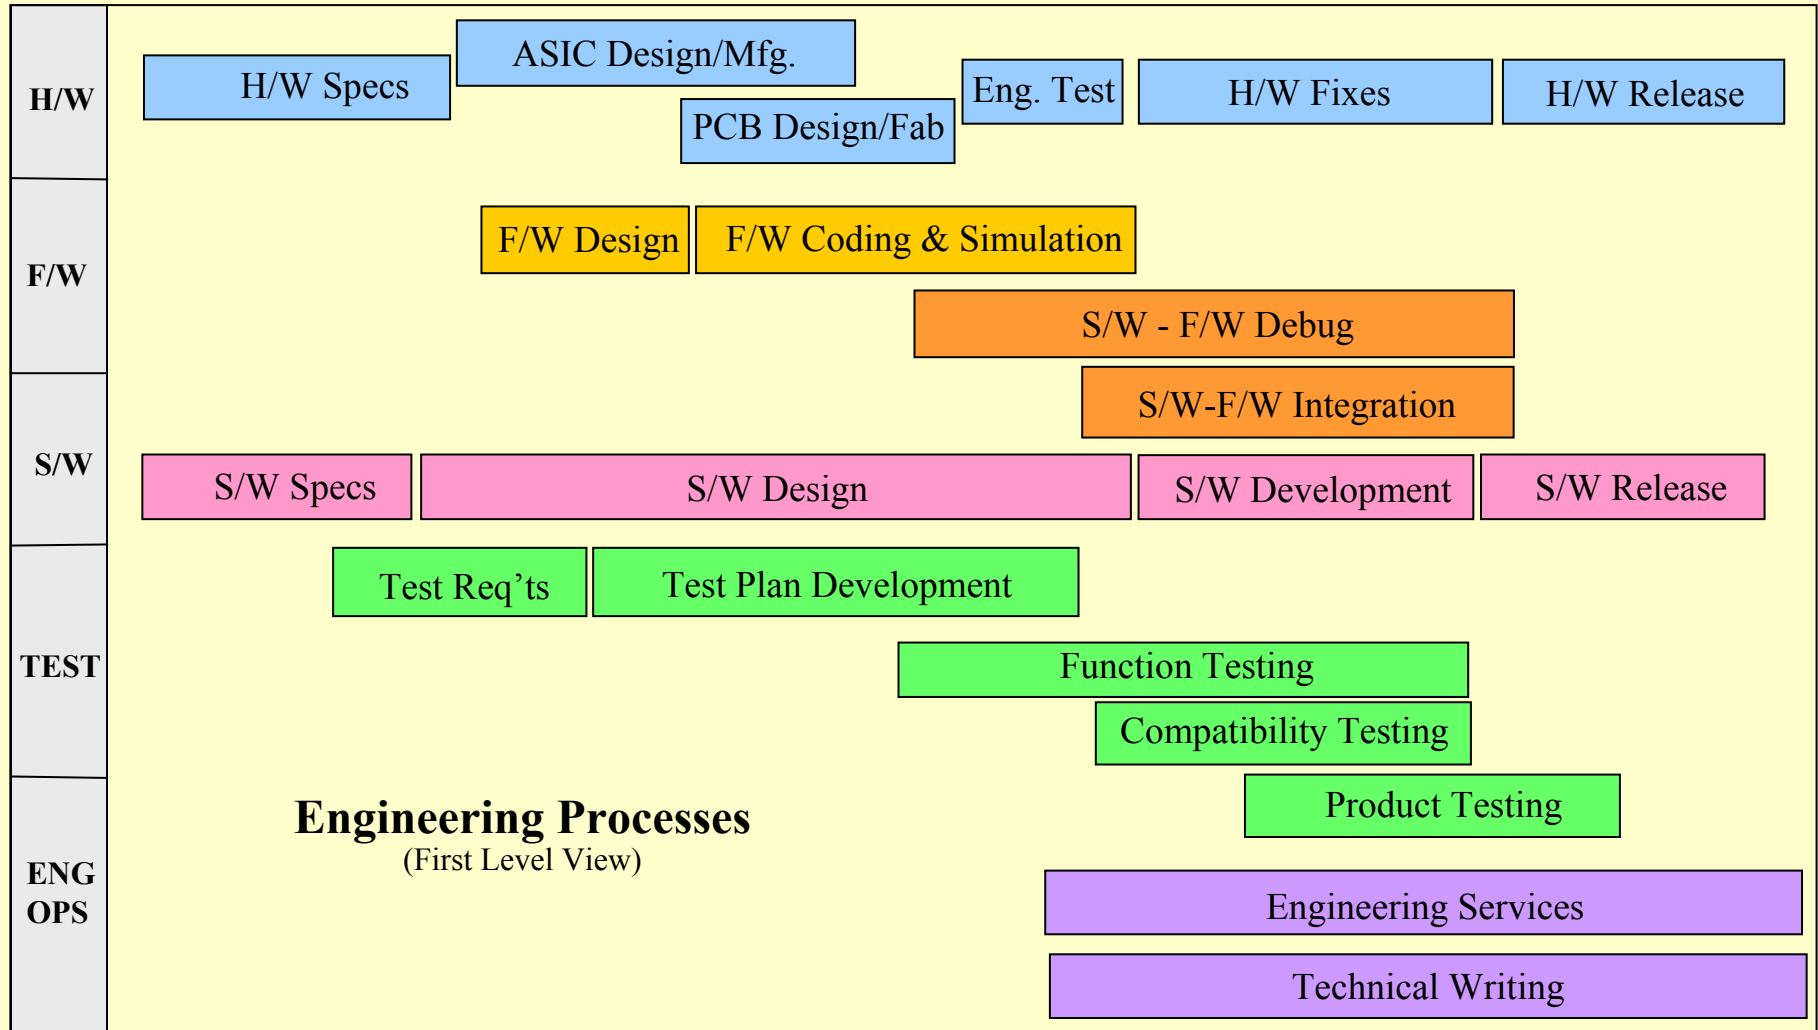 H/W
H/W Specs
ASIC Design/Mfg.
PCB Design/Fab
Eng. Test
H/W Fixes
H/W Release
F/W
F/W Design
F/W Coding & Simulation
S/W - F/W Debug
S/W-F/W Integration
S/W
S/W Specs
S/W Design
S/W Development
S/W Release
TEST
Test Req’ts
Test Plan Development
Function Testing
Compatibility Testing
Product Testing
Engineering Processes
(First Level View)
ENG
OPS
Engineering Services
Technical Writing